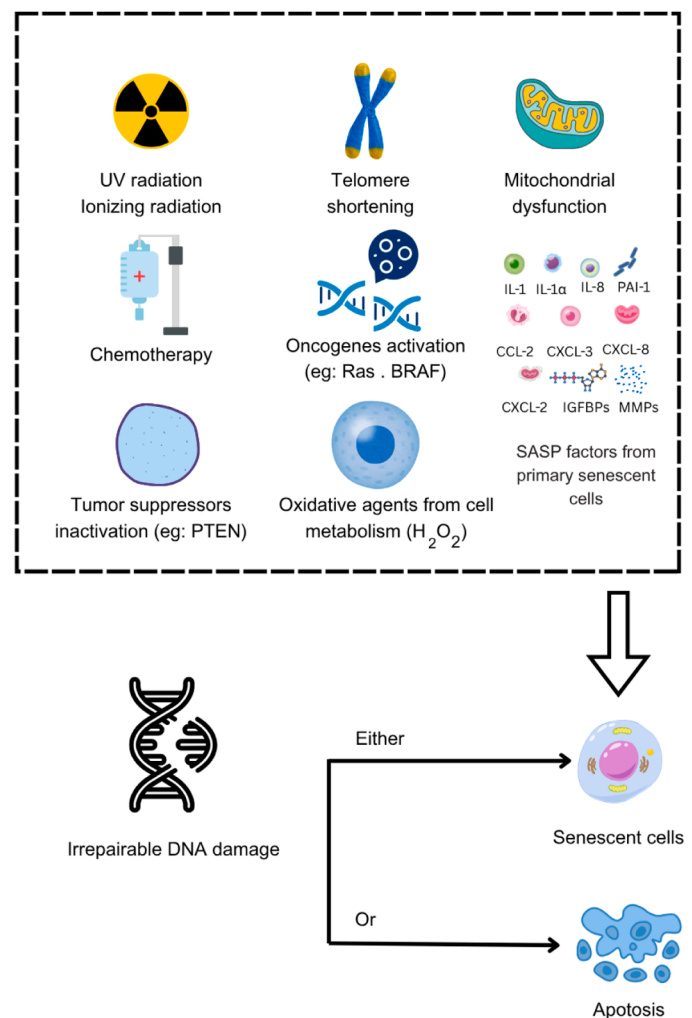 UV radiation
Ionizing radiation
Telomere
shortening
Mitochondrial
dysfunction
Chemotherapy
Oncogenes activation
(eg: Ras . BRAF)
IL-1 IL-1α IL-8 PAI-1
CCL-2 CXCL-3 CXCL-8
CXCL-2 IGFBPs MMPs
SASP factors from
primary senescent
cells
Tumor suppressors
inactivation (eg: PTEN)
Oxidative agents from cell
metabolism (H₂O₂)
Irrepairable DNA damage
Either
Senescent cells
Or
Apotosis